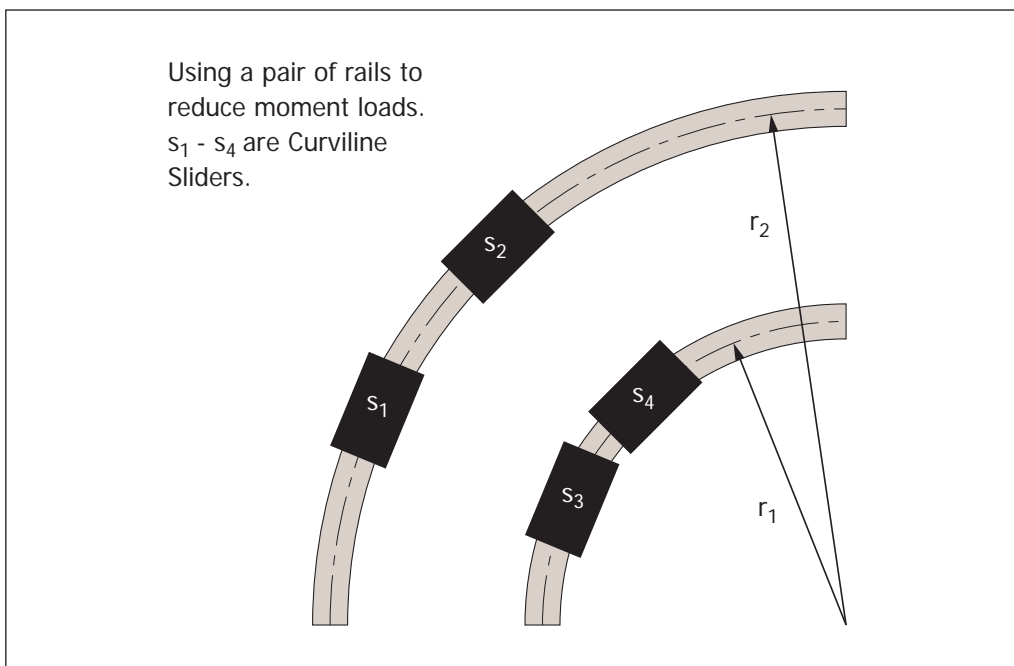 Using a pair of rails to
reduce moment loads.
s₁ - s₄ are Curviline
Sliders.
r₂
s₂
s₄
s₁
s₃
r₁